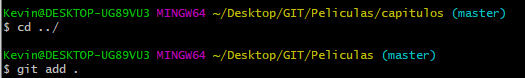 Kevin@DESKTOP-UG89VU3 MINGW64 ~/Desktop/GIT/Peliculas/capitulos (master)
$ cd ../
Kevin@DESKTOP-UG89VU3 MINGW64 ~/Desktop/GIT/Peliculas (master)
$ git add .